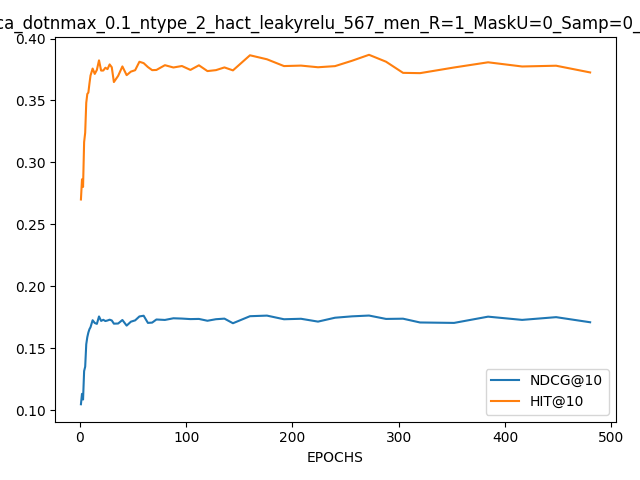 ca_dotnmax_0.1_ntype_2_hact_leakyrelu_567_men_R=1_MaskU=0_Samp=0_
0.40
0.35
0.30
0.25
0.20
0.15
0.10
0 100 200 300 400 500
EPOCHS
NDCG@10
HIT@10